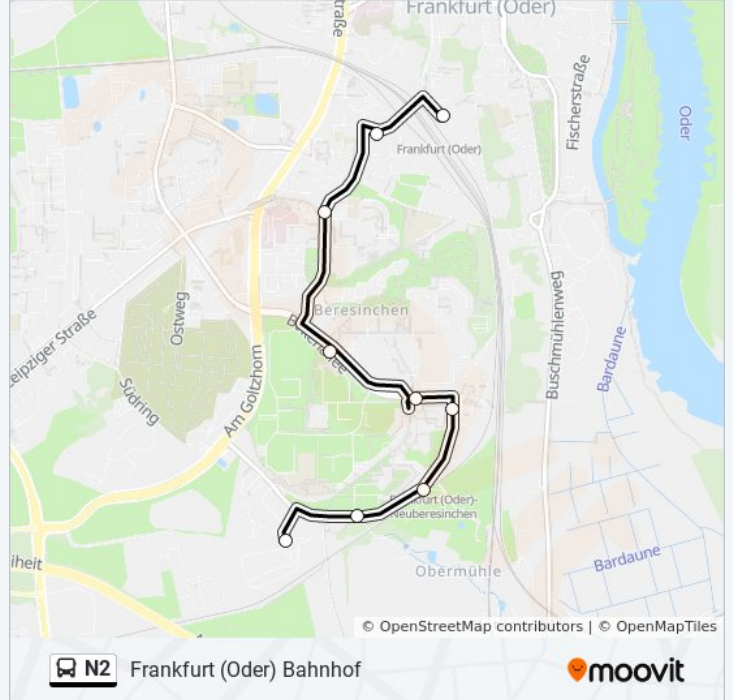 Frankfurt (Oder)
Fischerstraße
Oder
Frankfurt (Oder)
Beresinchen
Ostweg
Leipziger Straße
Südring
Am Goltzhorn
Buschmühlenweg
Bardaune
Neuberesinchen
Obermühle
Bardaune
iheit
© OpenStreetMap contributors | © OpenMapTiles
N2 Frankfurt (Oder) Bahnhof
moovit